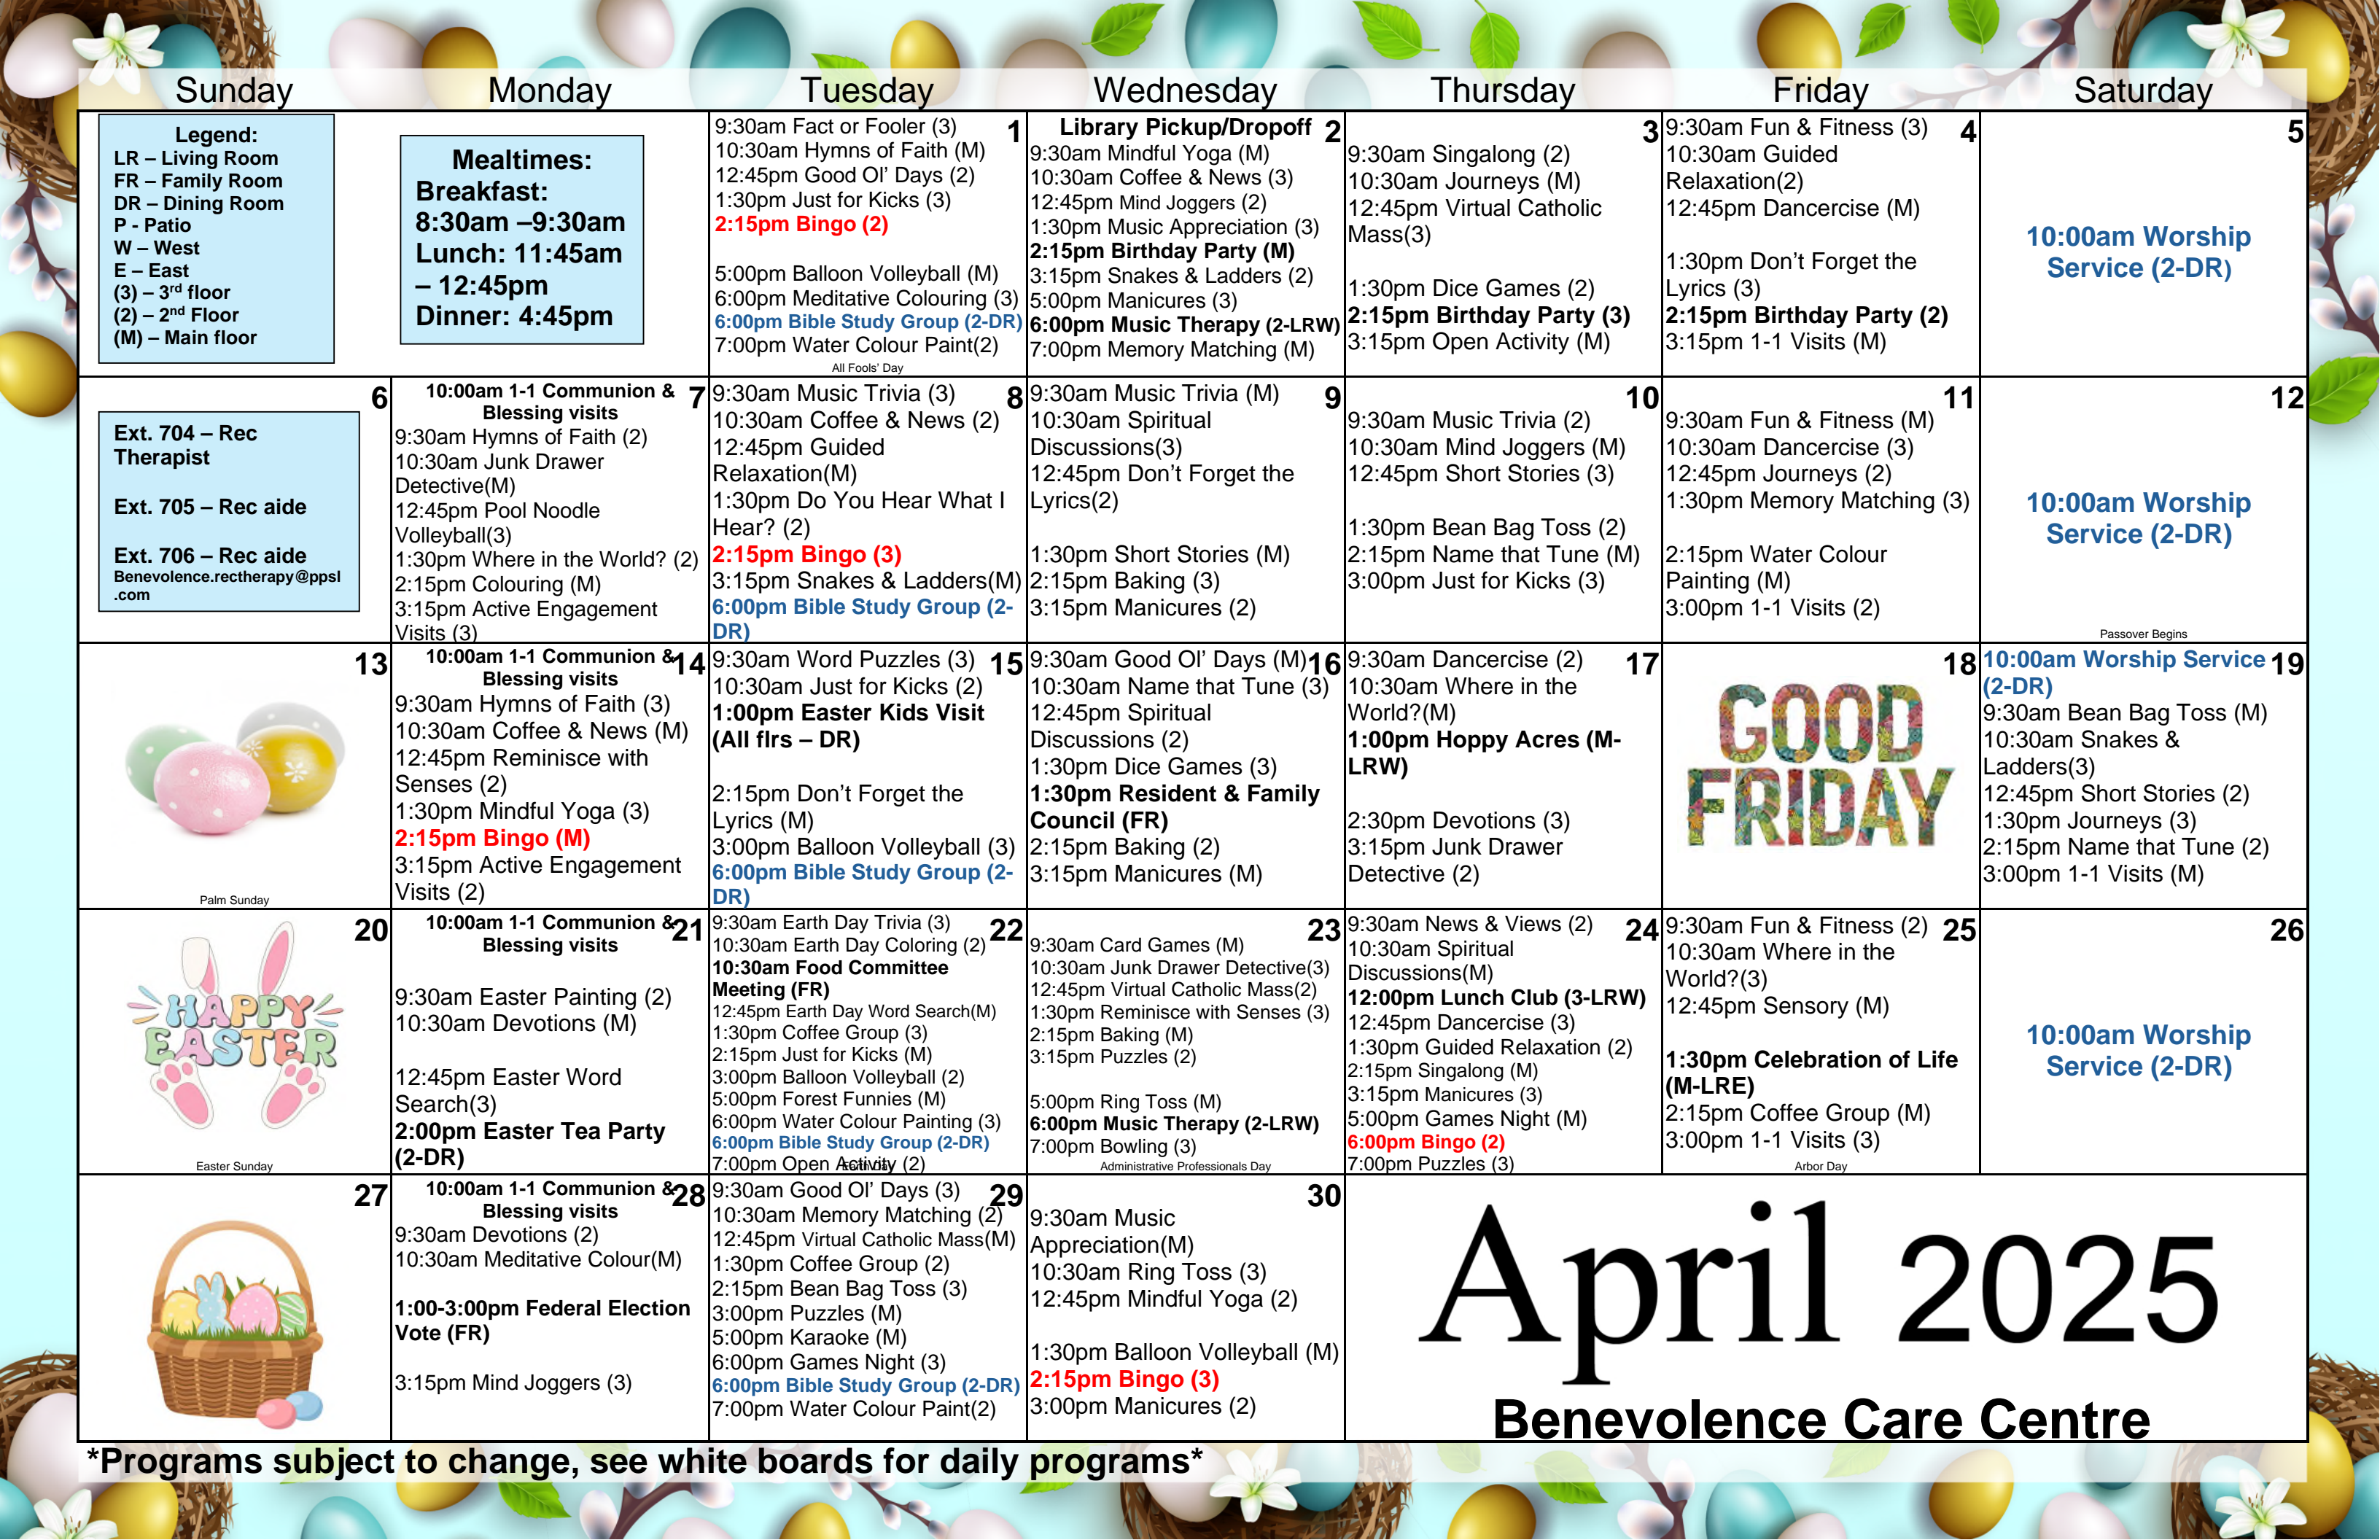 Sunday Monday Tuesday Wednesday Thursday Friday Saturday
Legend:
LR – Living Room
FR – Family Room
DR – Dining Room
P - Patio
W – West
E – East
(3) – 3rd floor
(2) – 2nd Floor
(M) – Main floor
Mealtimes:
Breakfast:
8:30am –9:30am
Lunch: 11:45am
– 12:45pm
Dinner: 4:45pm
1
9:30am Fact or Fooler (3)
10:30am Hymns of Faith (M)
12:45pm Good Ol’ Days (2)
1:30pm Just for Kicks (3)
2:15pm Bingo (2)
5:00pm Balloon Volleyball (M)
6:00pm Meditative Colouring (3)
6:00pm Bible Study Group (2-DR)
7:00pm Water Colour Paint(2)
All Fools’ Day
Library Pickup/Dropoff 2
9:30am Mindful Yoga (M)
10:30am Coffee & News (3)
12:45pm Mind Joggers (2)
1:30pm Music Appreciation (3)
2:15pm Birthday Party (M)
3:15pm Snakes & Ladders (2)
5:00pm Manicures (3)
6:00pm Music Therapy (2-LRW)
7:00pm Memory Matching (M)
3
9:30am Singalong (2)
10:30am Journeys (M)
12:45pm Virtual Catholic
Mass(3)
1:30pm Dice Games (2)
2:15pm Birthday Party (3)
3:15pm Open Activity (M)
4
9:30am Fun & Fitness (3)
10:30am Guided
Relaxation(2)
12:45pm Dancercise (M)
1:30pm Don’t Forget the
Lyrics (3)
2:15pm Birthday Party (2)
3:15pm 1-1 Visits (M)
5
10:00am Worship
Service (2-DR)
6
Ext. 704 – Rec
Therapist
Ext. 705 – Rec aide
Ext. 706 – Rec aide
Benevolence.rectherapy@ppsl
.com
7
10:00am 1-1 Communion &
Blessing visits
9:30am Hymns of Faith (2)
10:30am Junk Drawer
Detective(M)
12:45pm Pool Noodle
Volleyball(3)
1:30pm Where in the World? (2)
2:15pm Colouring (M)
3:15pm Active Engagement
Visits (3)
8
9:30am Music Trivia (3)
10:30am Coffee & News (2)
12:45pm Guided
Relaxation(M)
1:30pm Do You Hear What I
Hear? (2)
2:15pm Bingo (3)
3:15pm Snakes & Ladders(M)
6:00pm Bible Study Group (2-
DR)
9
9:30am Music Trivia (M)
10:30am Spiritual
Discussions(3)
12:45pm Don’t Forget the
Lyrics(2)
1:30pm Short Stories (M)
2:15pm Baking (3)
3:15pm Manicures (2)
10
9:30am Music Trivia (2)
10:30am Mind Joggers (M)
12:45pm Short Stories (3)
1:30pm Bean Bag Toss (2)
2:15pm Name that Tune (M)
3:00pm Just for Kicks (3)
11
9:30am Fun & Fitness (M)
10:30am Dancercise (3)
12:45pm Journeys (2)
1:30pm Memory Matching (3)
2:15pm Water Colour
Painting (M)
3:00pm 1-1 Visits (2)
12
10:00am Worship
Service (2-DR)
Passover Begins
13
Palm Sunday
14
10:00am 1-1 Communion &
Blessing visits
9:30am Hymns of Faith (3)
10:30am Coffee & News (M)
12:45pm Reminisce with
Senses (2)
1:30pm Mindful Yoga (3)
2:15pm Bingo (M)
3:15pm Active Engagement
Visits (2)
15
9:30am Word Puzzles (3)
10:30am Just for Kicks (2)
1:00pm Easter Kids Visit
(All flrs – DR)
2:15pm Don’t Forget the
Lyrics (M)
3:00pm Balloon Volleyball (3)
6:00pm Bible Study Group (2-
DR)
16
9:30am Good Ol’ Days (M)
10:30am Name that Tune (3)
12:45pm Spiritual
Discussions (2)
1:30pm Dice Games (3)
1:30pm Resident & Family
Council (FR)
2:15pm Baking (2)
3:15pm Manicures (M)
17
9:30am Dancercise (2)
10:30am Where in the
World?(M)
1:00pm Hoppy Acres (M-
LRW)
2:30pm Devotions (3)
3:15pm Junk Drawer
Detective (2)
18
GOOD
FRIDAY
19
10:00am Worship Service
(2-DR)
9:30am Bean Bag Toss (M)
10:30am Snakes &
Ladders(3)
12:45pm Short Stories (2)
1:30pm Journeys (3)
2:15pm Name that Tune (2)
3:00pm 1-1 Visits (M)
20
HAPPY
EASTER
Easter Sunday
21
10:00am 1-1 Communion &
Blessing visits
9:30am Easter Painting (2)
10:30am Devotions (M)
12:45pm Easter Word
Search(3)
2:00pm Easter Tea Party
(2-DR)
22
9:30am Earth Day Trivia (3)
10:30am Earth Day Coloring (2)
10:30am Food Committee
Meeting (FR)
12:45pm Earth Day Word Search(M)
1:30pm Coffee Group (3)
2:15pm Just for Kicks (M)
3:00pm Balloon Volleyball (2)
5:00pm Forest Funnies (M)
6:00pm Water Colour Painting (3)
6:00pm Bible Study Group (2-DR)
7:00pm Open Activity (2)
Earth Day
23
9:30am Card Games (M)
10:30am Junk Drawer Detective(3)
12:45pm Virtual Catholic Mass(2)
1:30pm Reminisce with Senses (3)
2:15pm Baking (M)
3:15pm Puzzles (2)
5:00pm Ring Toss (M)
6:00pm Music Therapy (2-LRW)
7:00pm Bowling (3)
Administrative Professionals Day
24
9:30am News & Views (2)
10:30am Spiritual
Discussions(M)
12:00pm Lunch Club (3-LRW)
12:45pm Dancercise (3)
1:30pm Guided Relaxation (2)
2:15pm Singalong (M)
3:15pm Manicures (3)
5:00pm Games Night (M)
6:00pm Bingo (2)
7:00pm Puzzles (3)
25
9:30am Fun & Fitness (2)
10:30am Where in the
World?(3)
12:45pm Sensory (M)
1:30pm Celebration of Life
(M-LRE)
2:15pm Coffee Group (M)
3:00pm 1-1 Visits (3)
Arbor Day
26
10:00am Worship
Service (2-DR)
27
28
10:00am 1-1 Communion &
Blessing visits
9:30am Devotions (2)
10:30am Meditative Colour(M)
1:00-3:00pm Federal Election
Vote (FR)
3:15pm Mind Joggers (3)
29
9:30am Good Ol’ Days (3)
10:30am Memory Matching (2)
12:45pm Virtual Catholic Mass(M)
1:30pm Coffee Group (2)
2:15pm Bean Bag Toss (3)
3:00pm Puzzles (M)
5:00pm Karaoke (M)
6:00pm Games Night (3)
6:00pm Bible Study Group (2-DR)
7:00pm Water Colour Paint(2)
30
9:30am Music
Appreciation(M)
10:30am Ring Toss (3)
12:45pm Mindful Yoga (2)
1:30pm Balloon Volleyball (M)
2:15pm Bingo (3)
3:00pm Manicures (2)
April 2025
Benevolence Care Centre
*Programs subject to change, see white boards for daily programs*